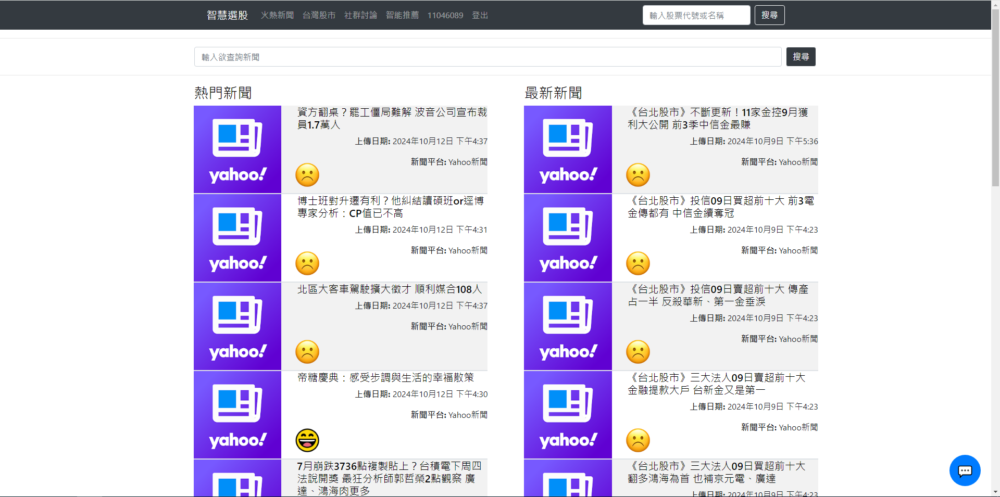 智慧選股 火熱新聞 台灣股市 社群討論 智能推薦 11046089 登出 輸入股票代號或名稱 搜尋
輸入欲查詢新聞 搜尋
熱門新聞
yahoo!
資方翻桌？罷工僵局難解 波音公司宣布裁
員1.7萬人
上傳日期: 2024年10月12日 下午4:37
新聞平台: Yahoo新聞
yahoo!
博士班對升遷有利？他糾結讀碩班or逕博
專家分析：CP值已不高
上傳日期: 2024年10月12日 下午4:31
新聞平台: Yahoo新聞
yahoo!
北區大客車駕駛擴大徵才 順利媒合108人
上傳日期: 2024年10月12日 下午4:37
新聞平台: Yahoo新聞
yahoo!
帝糖慶典：感受步調與生活的幸福散策
上傳日期: 2024年10月12日 下午4:30
新聞平台: Yahoo新聞
7月崩跌3736點複製貼上？台積電下周四
法說開獎 最狂分析師郭哲榮2點觀察 廣
達、鴻海肉更多
最新新聞
yahoo!
《台北股市》不斷更新！11家金控9月獲
利大公開 前3季中信金最賺
上傳日期: 2024年10月9日 下午5:36
新聞平台: Yahoo新聞
yahoo!
《台北股市》投信09日買超前十大 前3電
金傳都有 中信金續奪冠
上傳日期: 2024年10月9日 下午4:23
新聞平台: Yahoo新聞
yahoo!
《台北股市》投信09日賣超前十大 傳產
占一半 反殺華新、第一金垂淚
上傳日期: 2024年10月9日 下午4:23
新聞平台: Yahoo新聞
yahoo!
《台北股市》三大法人09日賣超前十大
金融提款大戶 台新金又是第一
上傳日期: 2024年10月9日 下午4:23
新聞平台: Yahoo新聞
《台北股市》三大法人09日買超前十大
翻多鴻海為首 也補京元電、廣達
上傳日期: 2024年10月9日 下午4:23